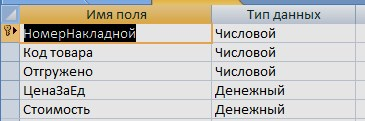 Имя поля Тип данных
НомерНакладной Числовой
Код товара Числовой
Отгружено Числовой
ЦенаЗаЕд Денежный
Стоимость Денежный